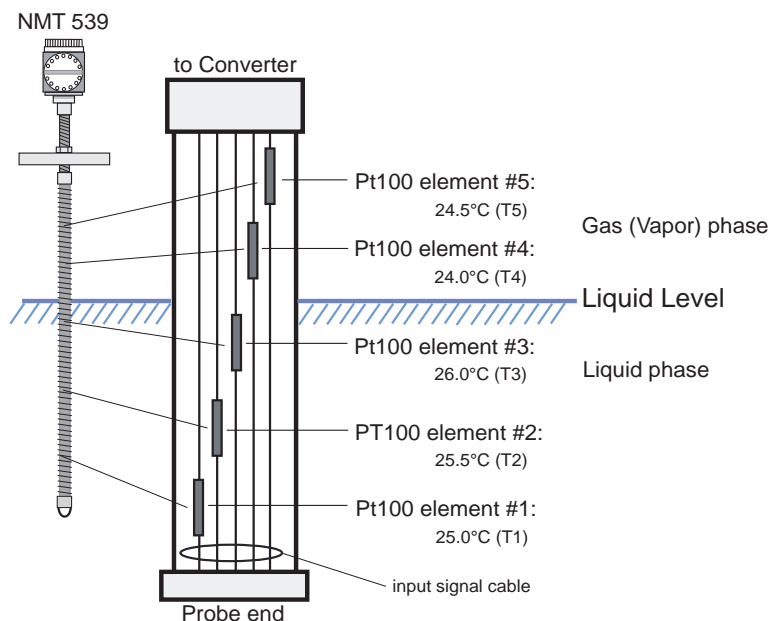 NMT 539
to Converter
Pt100 element #5:
24.5°C (T5)
Gas (Vapor) phase
Pt100 element #4:
24.0°C (T4)
Liquid Level
Pt100 element #3:
26.0°C (T3)
Liquid phase
PT100 element #2:
25.5°C (T2)
Pt100 element #1:
25.0°C (T1)
input signal cable
Probe end